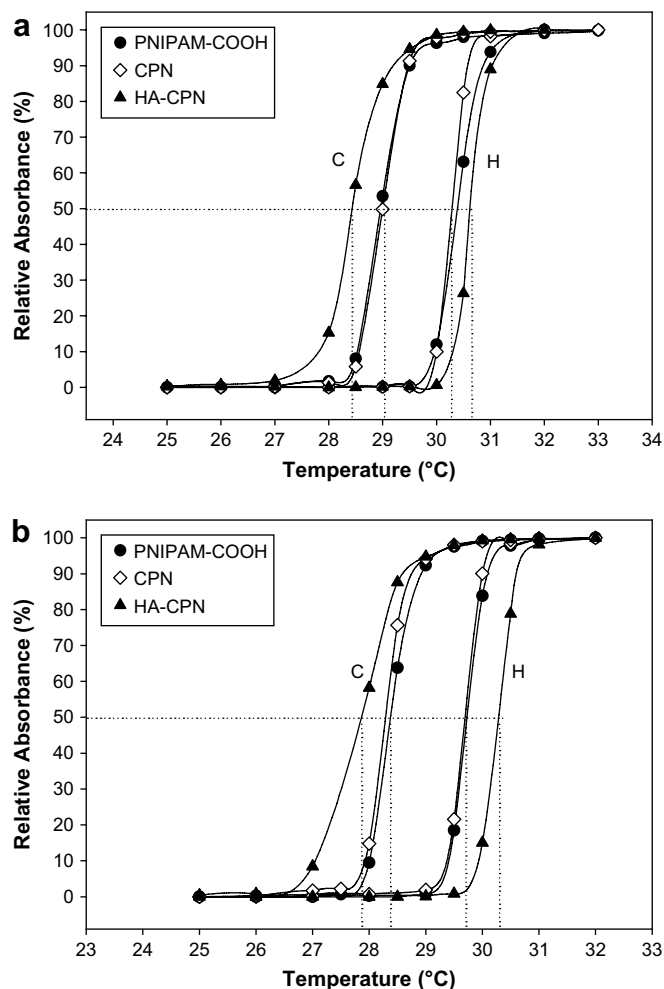 a
PNIPAM-COOH
CPN
HA-CPN
C
H
Relative Absorbance (%)
100
90
80
70
60
50
40
30
20
10
0
24 25 26 27 28 29 30 31 32 33 34
Temperature (°C)
b
PNIPAM-COOH
CPN
HA-CPN
C
H
Relative Absorbance (%)
100
90
80
70
60
50
40
30
20
10
0
23 24 25 26 27 28 29 30 31 32 33
Temperature (°C)